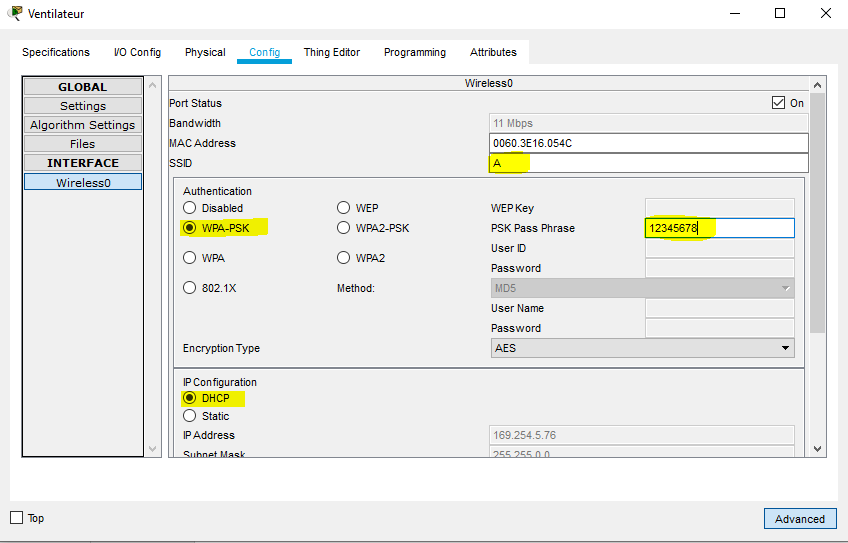 Ventilateur
Specifications I/O Config Physical Config Thing Editor Programming Attributes
GLOBAL
Settings
Algorithm Settings
Files
INTERFACE
Wireless0
Wireless0
Port Status On
Bandwidth 11 Mbps
MAC Address 0060.3E16.054C
SSID A
Authentication
Disabled WEP WEP Key
WPA-PSK WPA2-PSK PSK Pass Phrase 12345678
User ID
WPA WPA2
Password
802.1X Method: MD5
User Name
Password
Encryption Type AES
IP Configuration
DHCP
Static
IP Address 169.254.5.76
Subnet Mask 255.255.0.0
Top Advanced